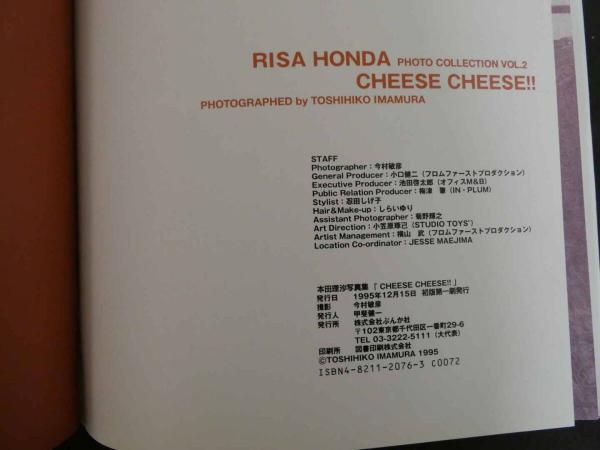 RISA HONDA PHOTO COLLECTION VOL.2
CHEESE CHEESE!!
PHOTOGRAPHED by TOSHIHIKO IMAMURA
STAFF
Photographer：今村敏彦
General Producer：小口健二（フロムファーストプロダクション）
Executive Producer：池田啓太郎（オフィスM&B）
Public Relation Producer：梅津 肇（IN・PLUM）
Stylist：忍田しげ子
Hair&Make-up：しらいゆり
Assistant Photographer：菊野輝之
Art Direction：小笠原輝己（STUDIO TOYS'）
Artist Management：横山 武（フロムファーストプロダクション）
Location Co-ordinator：JESSE MAEJIMA
本田理沙写真集『CHEESE CHEESE!!』
発行日 1995年12月15日 初版第一刷発行
撮影 今村敏彦
発行人 甲斐健一
発行所 株式会社ぶんか社
〒102東京都千代田区一番町29-6
TEL 03-3222-5111（大代表）
印刷所 図書印刷株式会社
©TOSHIHIKO IMAMURA 1995
ISBN4-8211-2076-3 C0072